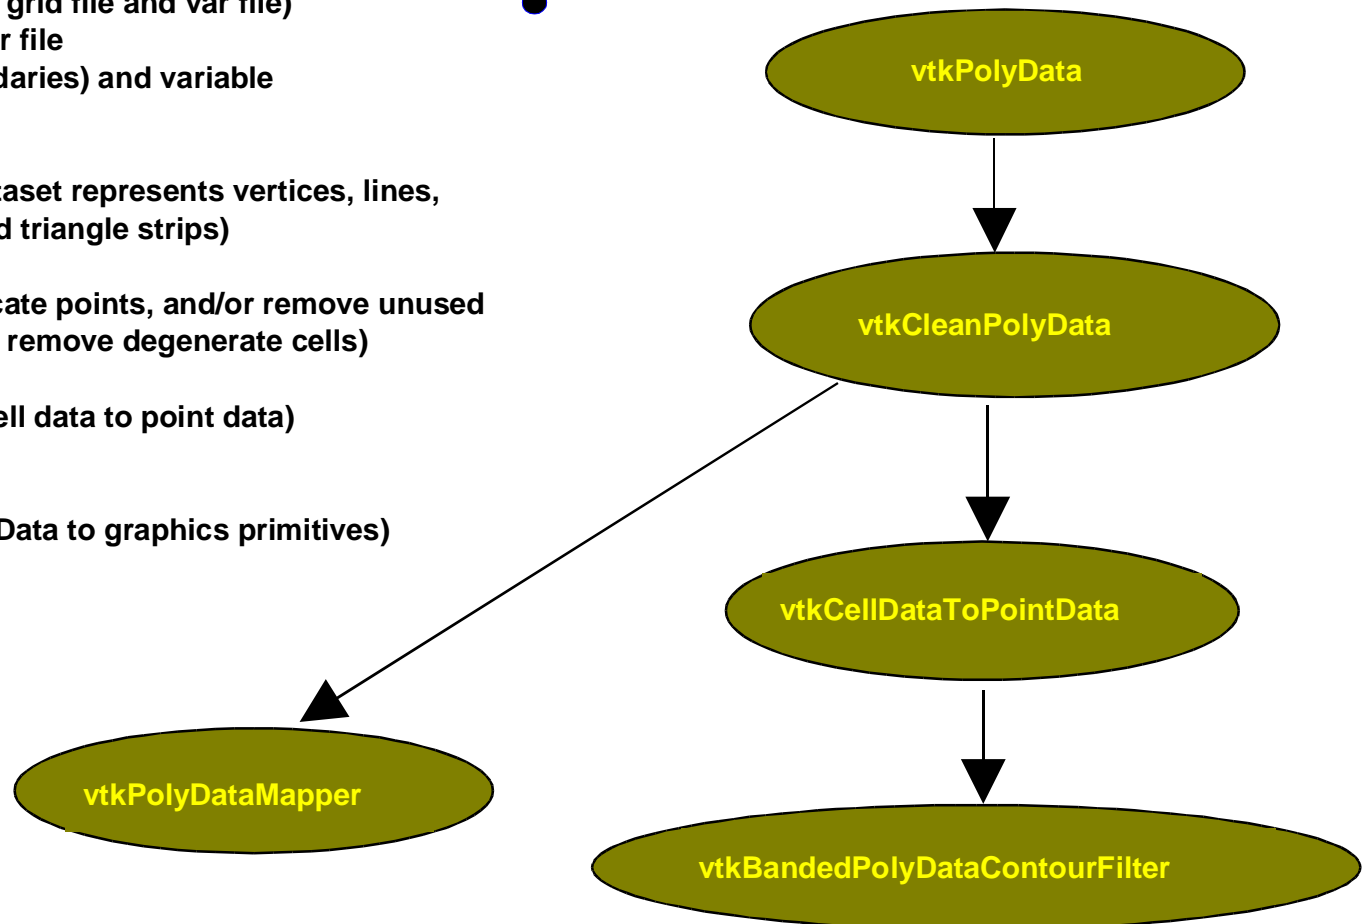 grid file and var file)
r file
daries) and variable
taset represents vertices, lines,
d triangle strips)
cate points, and/or remove unused
remove degenerate cells)
ell data to point data)
Data to graphics primitives)
vtkPolyData
vtkCleanPolyData
vtkCellDataToPointData
vtkPolyDataMapper
vtkBandedPolyDataContourFilter